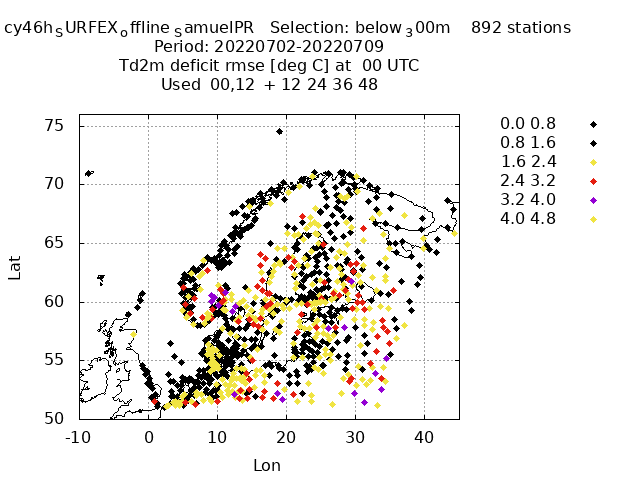 cy46h_SURFEX_offline_SamuelPR   Selection: below_300m    892 stations
Period: 20220702-20220709
Td2m deficit rmse [deg C] at  00 UTC
Used  00,12  + 12 24 36 48
0.0 0.8
0.8 1.6
1.6 2.4
2.4 3.2
3.2 4.0
4.0 4.8
75
70
65
60
55
50
Lat
-10 0 10 20 30 40
Lon